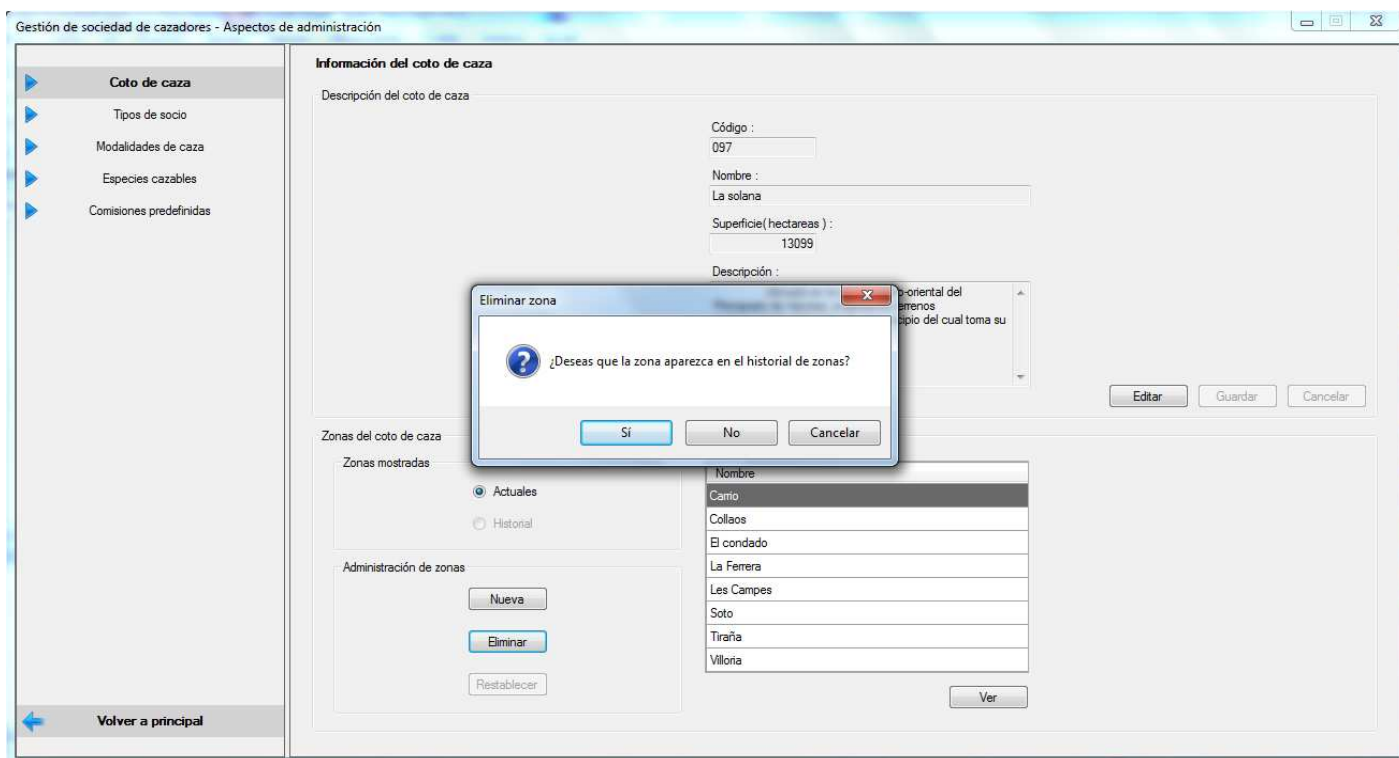 Gestión de sociedad de cazadores - Aspectos de administración
Coto de caza
Tipos de socio
Modalidades de caza
Especies cazables
Comisiones predefinidas
Volver a principal
Información del coto de caza
Descripción del coto de caza
Código :
097
Nombre :
La solana
Superficie( hectareas ) :
13099
Descripción :
-oriental del
cual toma su
Editar
Guardar
Cancelar
Eliminar zona
¿Deseas que la zona aparezca en el historial de zonas?
Sí
No
Cancelar
Zonas del coto de caza
Zonas mostradas
Actuales
Historial
Administración de zonas
Nueva
Eliminar
Restablecer
Nombre
Carrio
Collaos
El condado
La Ferrera
Les Campes
Soto
Tiraña
Villoria
Ver